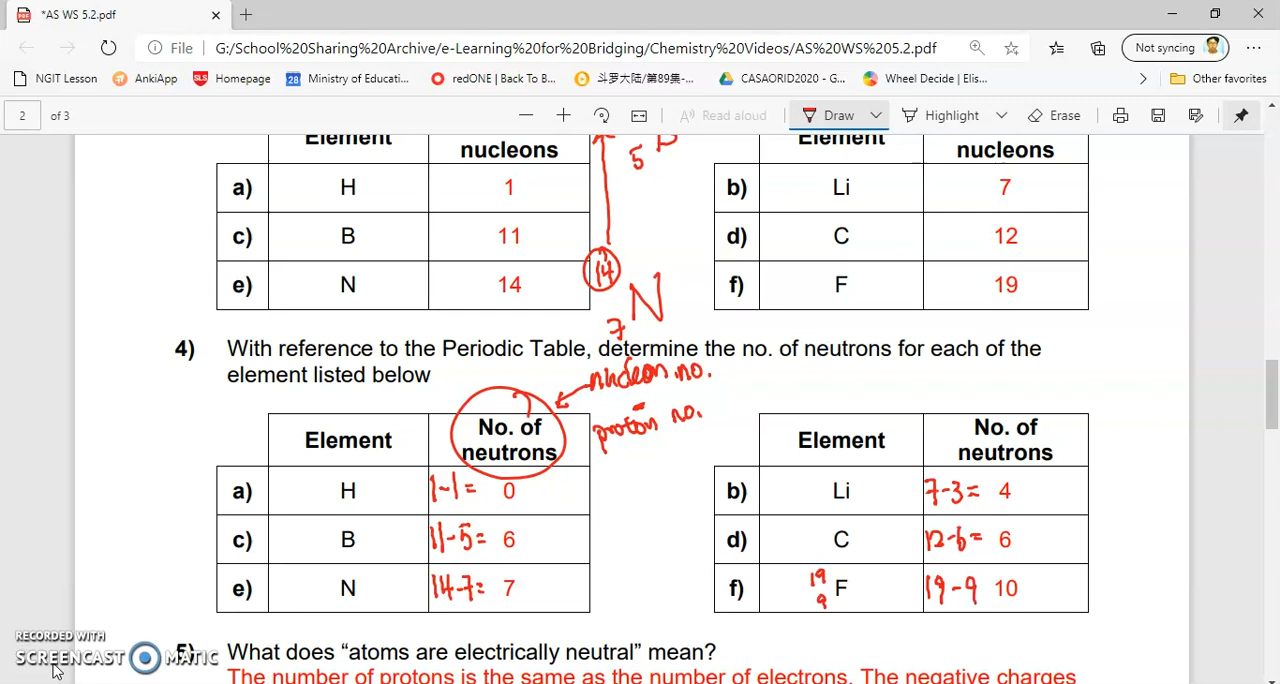 *AS WS 5.2.pdf
File G:/School%20Sharing%20Archive/e-Learning%20for%20Bridging/Chemistry%20Videos/AS%20WS%205.2.pdf
Not syncing
NGIT Lesson AnkiApp Homepage Ministry of Educati... redONE | Back To B... 斗罗大陆/第89集-... CASAORID2020 - G... Wheel Decide | Elis... Other favorites
2 of 3 Read aloud Draw Highlight Erase
Element nucleons 5 Element nucleons
a) H 1 b) Li 7
c) B 11 d) C 12
e) N 14 f) F 19
14
N
7
4) With reference to the Periodic Table, determine the no. of neutrons for each of the
element listed below
nucleon no.
-
proton no.
Element No. of neutrons Element No. of neutrons
a) H 1-1= 0 b) Li 7-3= 4
c) B 11-5= 6 d) C 12-6= 6
e) N 14-7= 7 f) 19 9 F 19-9 10
RECORDED WITH
SCREENCAST MATIC
5) What does “atoms are electrically neutral” mean?
The number of protons is the same as the number of electrons. The negative charges